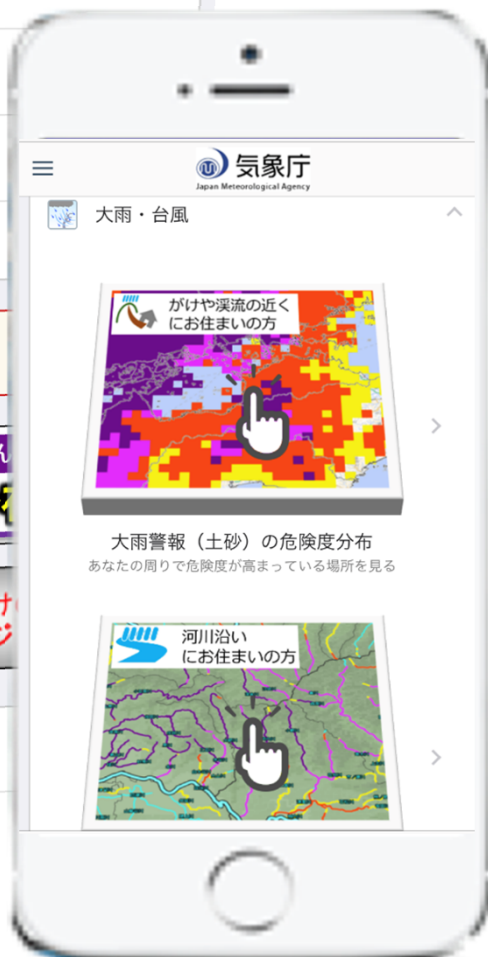 気象庁
Japan Meteorological Agency
大雨・台風
がけや渓流の近く
にお住まいの方
大雨警報（土砂）の危険度分布
あなたの周りで危険度が高まっている場所を見る
河川沿い
にお住まいの方